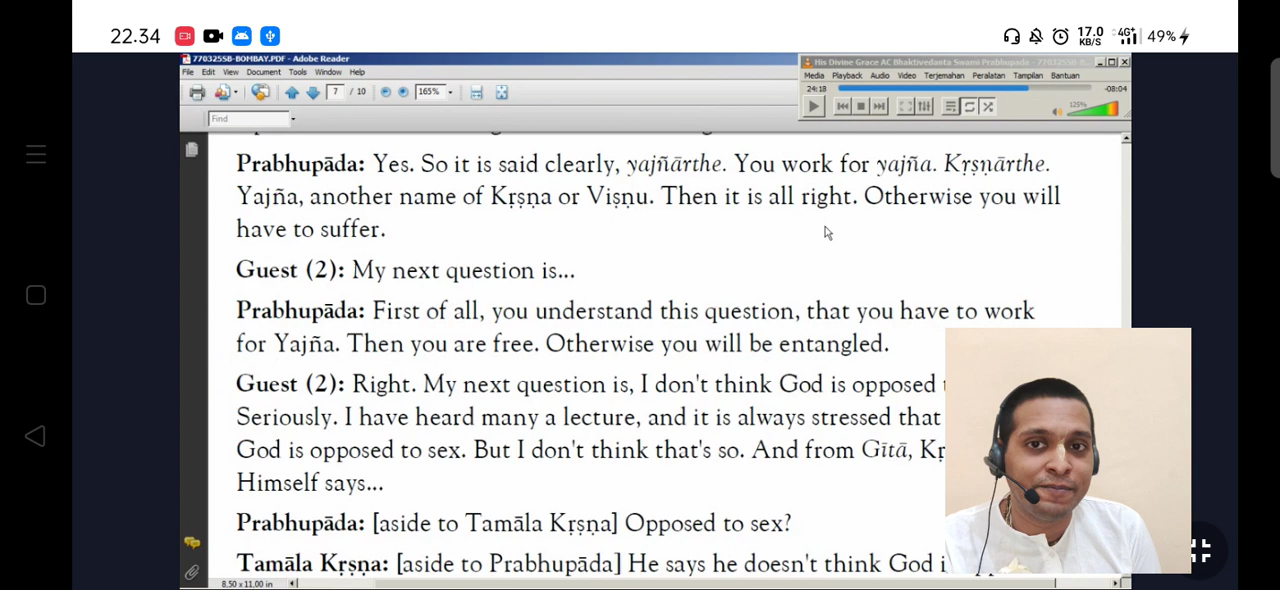 22.34
17.0
KB/S
4G+
49%
770325SB-BOMBAY.PDF - Adobe Reader
His Divine Grace AC Bhaktivedanta Swami Prabhupada - 770325SB
File Edit View Document Tools Window Help
Media Playback Audio Video Terjemahan Peralatan Tampilan Bantuan
24:18
-08:04
7 / 10
165%
125%
Find
Prabhupāda: Yes. So it is said clearly, yajñārthe. You work for yajña. Kṛṣṇārthe.
Yajña, another name of Kṛṣṇa or Viṣṇu. Then it is all right. Otherwise you will
have to suffer.
Guest (2): My next question is...
Prabhupāda: First of all, you understand this question, that you have to work
for Yajña. Then you are free. Otherwise you will be entangled.
Guest (2): Right. My next question is, I don't think God is opposed
Seriously. I have heard many a lecture, and it is always stressed that
God is opposed to sex. But I don't think that's so. And from Gītā, Kṛ
Himself says...
Prabhupāda: [aside to Tamāla Kṛṣṇa] Opposed to sex?
Tamāla Kṛṣṇa: [aside to Prabhupāda] He says he doesn't think God
8,50 x 11,00 in